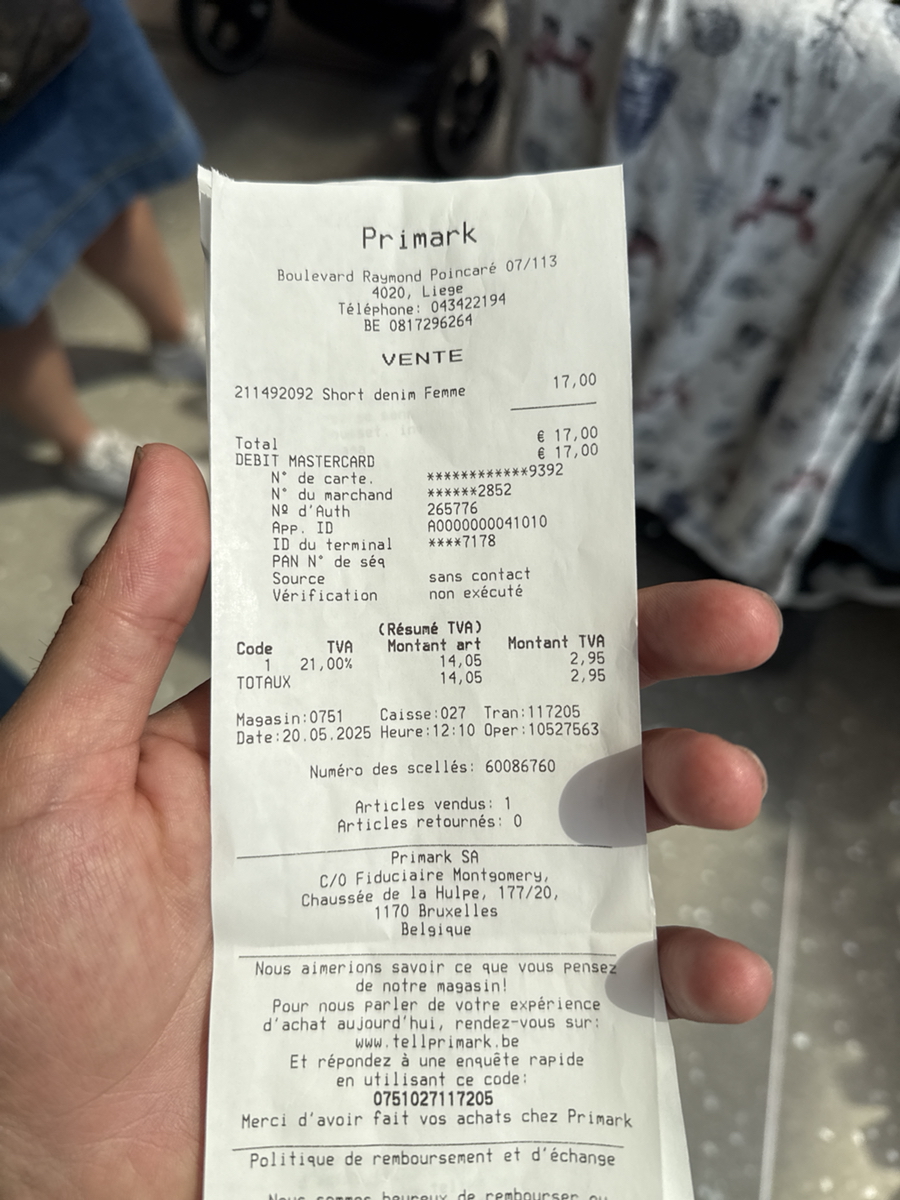 Primark
Boulevard Raymond Poincaré 07/113
4020, Liege
Téléphone: 043422194
BE 0817296264
VENTE
211492092 Short denim Femme 17,00
Total € 17,00
DEBIT MASTERCARD € 17,00
N° de carte. ************9392
N° du marchand ******2852
Nº d'Auth 265776
App. ID A0000000041010
ID du terminal ****7178
PAN N° de séq
Source sans contact
Vérification non exécuté
(Résumé TVA)
Code TVA Montant art Montant TVA
1 21,00% 14,05 2,95
TOTAUX 14,05 2,95
Magasin:0751 Caisse:027 Tran:117205
Date:20.05.2025 Heure:12:10 Oper:10527563
Numéro des scellés: 60086760
Articles vendus: 1
Articles retournés: 0
Primark SA
C/O Fiduciaire Montgomery,
Chaussée de la Hulpe, 177/20,
1170 Bruxelles
Belgique
Nous aimerions savoir ce que vous pensez
de notre magasin!
Pour nous parler de votre expérience
d'achat aujourd'hui, rendez-vous sur:
www.tellprimark.be
Et répondez à une enquête rapide
en utilisant ce code:
0751027117205
Merci d'avoir fait vos achats chez Primark
Politique de remboursement et d'échange
Nous sommes heureux de rembourser ou